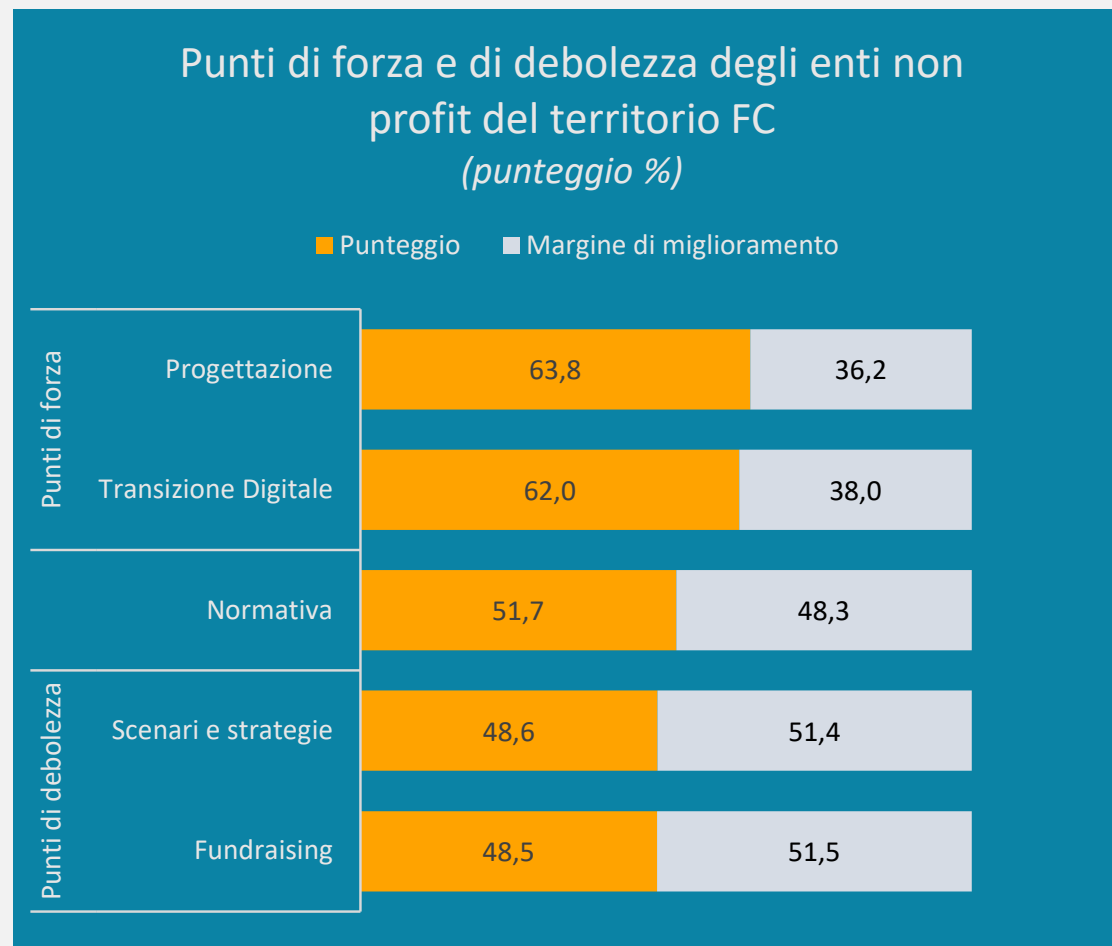 Punti di forza e di debolezza degli enti non
profit del territorio FC
(punteggio %)
Punteggio Margine di miglioramento
Punti di forza
Progettazione 63,8 36,2
Transizione Digitale 62,0 38,0
Normativa 51,7 48,3
Punti di debolezza
Scenari e strategie 48,6 51,4
Fundraising 48,5 51,5